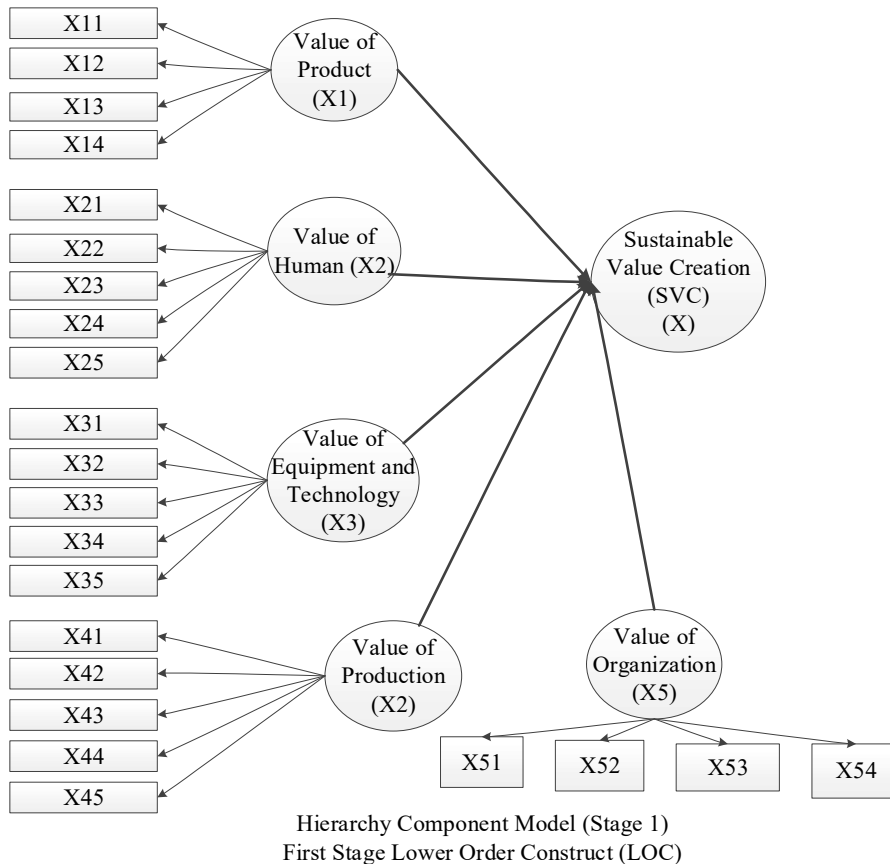 X11
X12
X13
X14
Value of
Product
(X1)
X21
X22
X23
X24
X25
Value of
Human (X2)
Sustainable
Value Creation
(SVC)
(X)
X31
X32
X33
X34
X35
Value of
Equipment and
Technology
(X3)
X41
X42
X43
X44
X45
Value of
Production
(X2)
Value of
Organization
(X5)
X51
X52
X53
X54
Hierarchy Component Model (Stage 1)
First Stage Lower Order Construct (LOC)